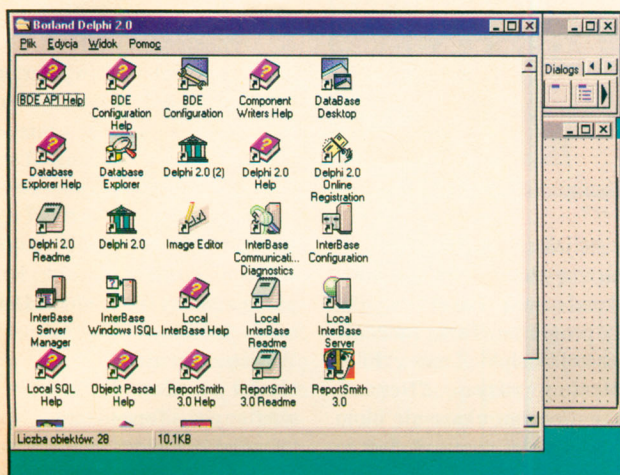 Borland Delphi 2.0
Plik Edycja Widok Pomoc
Dialogs
BDE API Help
BDE Configuration Help
BDE Configuration
Component Writers Help
DataBase Desktop
Database Explorer Help
Database Explorer
Delphi 2.0 (2)
Delphi 2.0 Help
Delphi 2.0 Online Registration
Delphi 2.0 Readme
Delphi 2.0
Image Editor
InterBase Communicati... Diagnostics
InterBase Configuration
InterBase Server Manager
InterBase Windows ISQL
Local InterBase Help
Local InterBase Readme
Local InterBase Server
Local SQL Help
Object Pascal Help
ReportSmith 3.0 Help
ReportSmith 3.0 Readme
ReportSmith 3.0
Liczba obiektów: 28 10,1KB